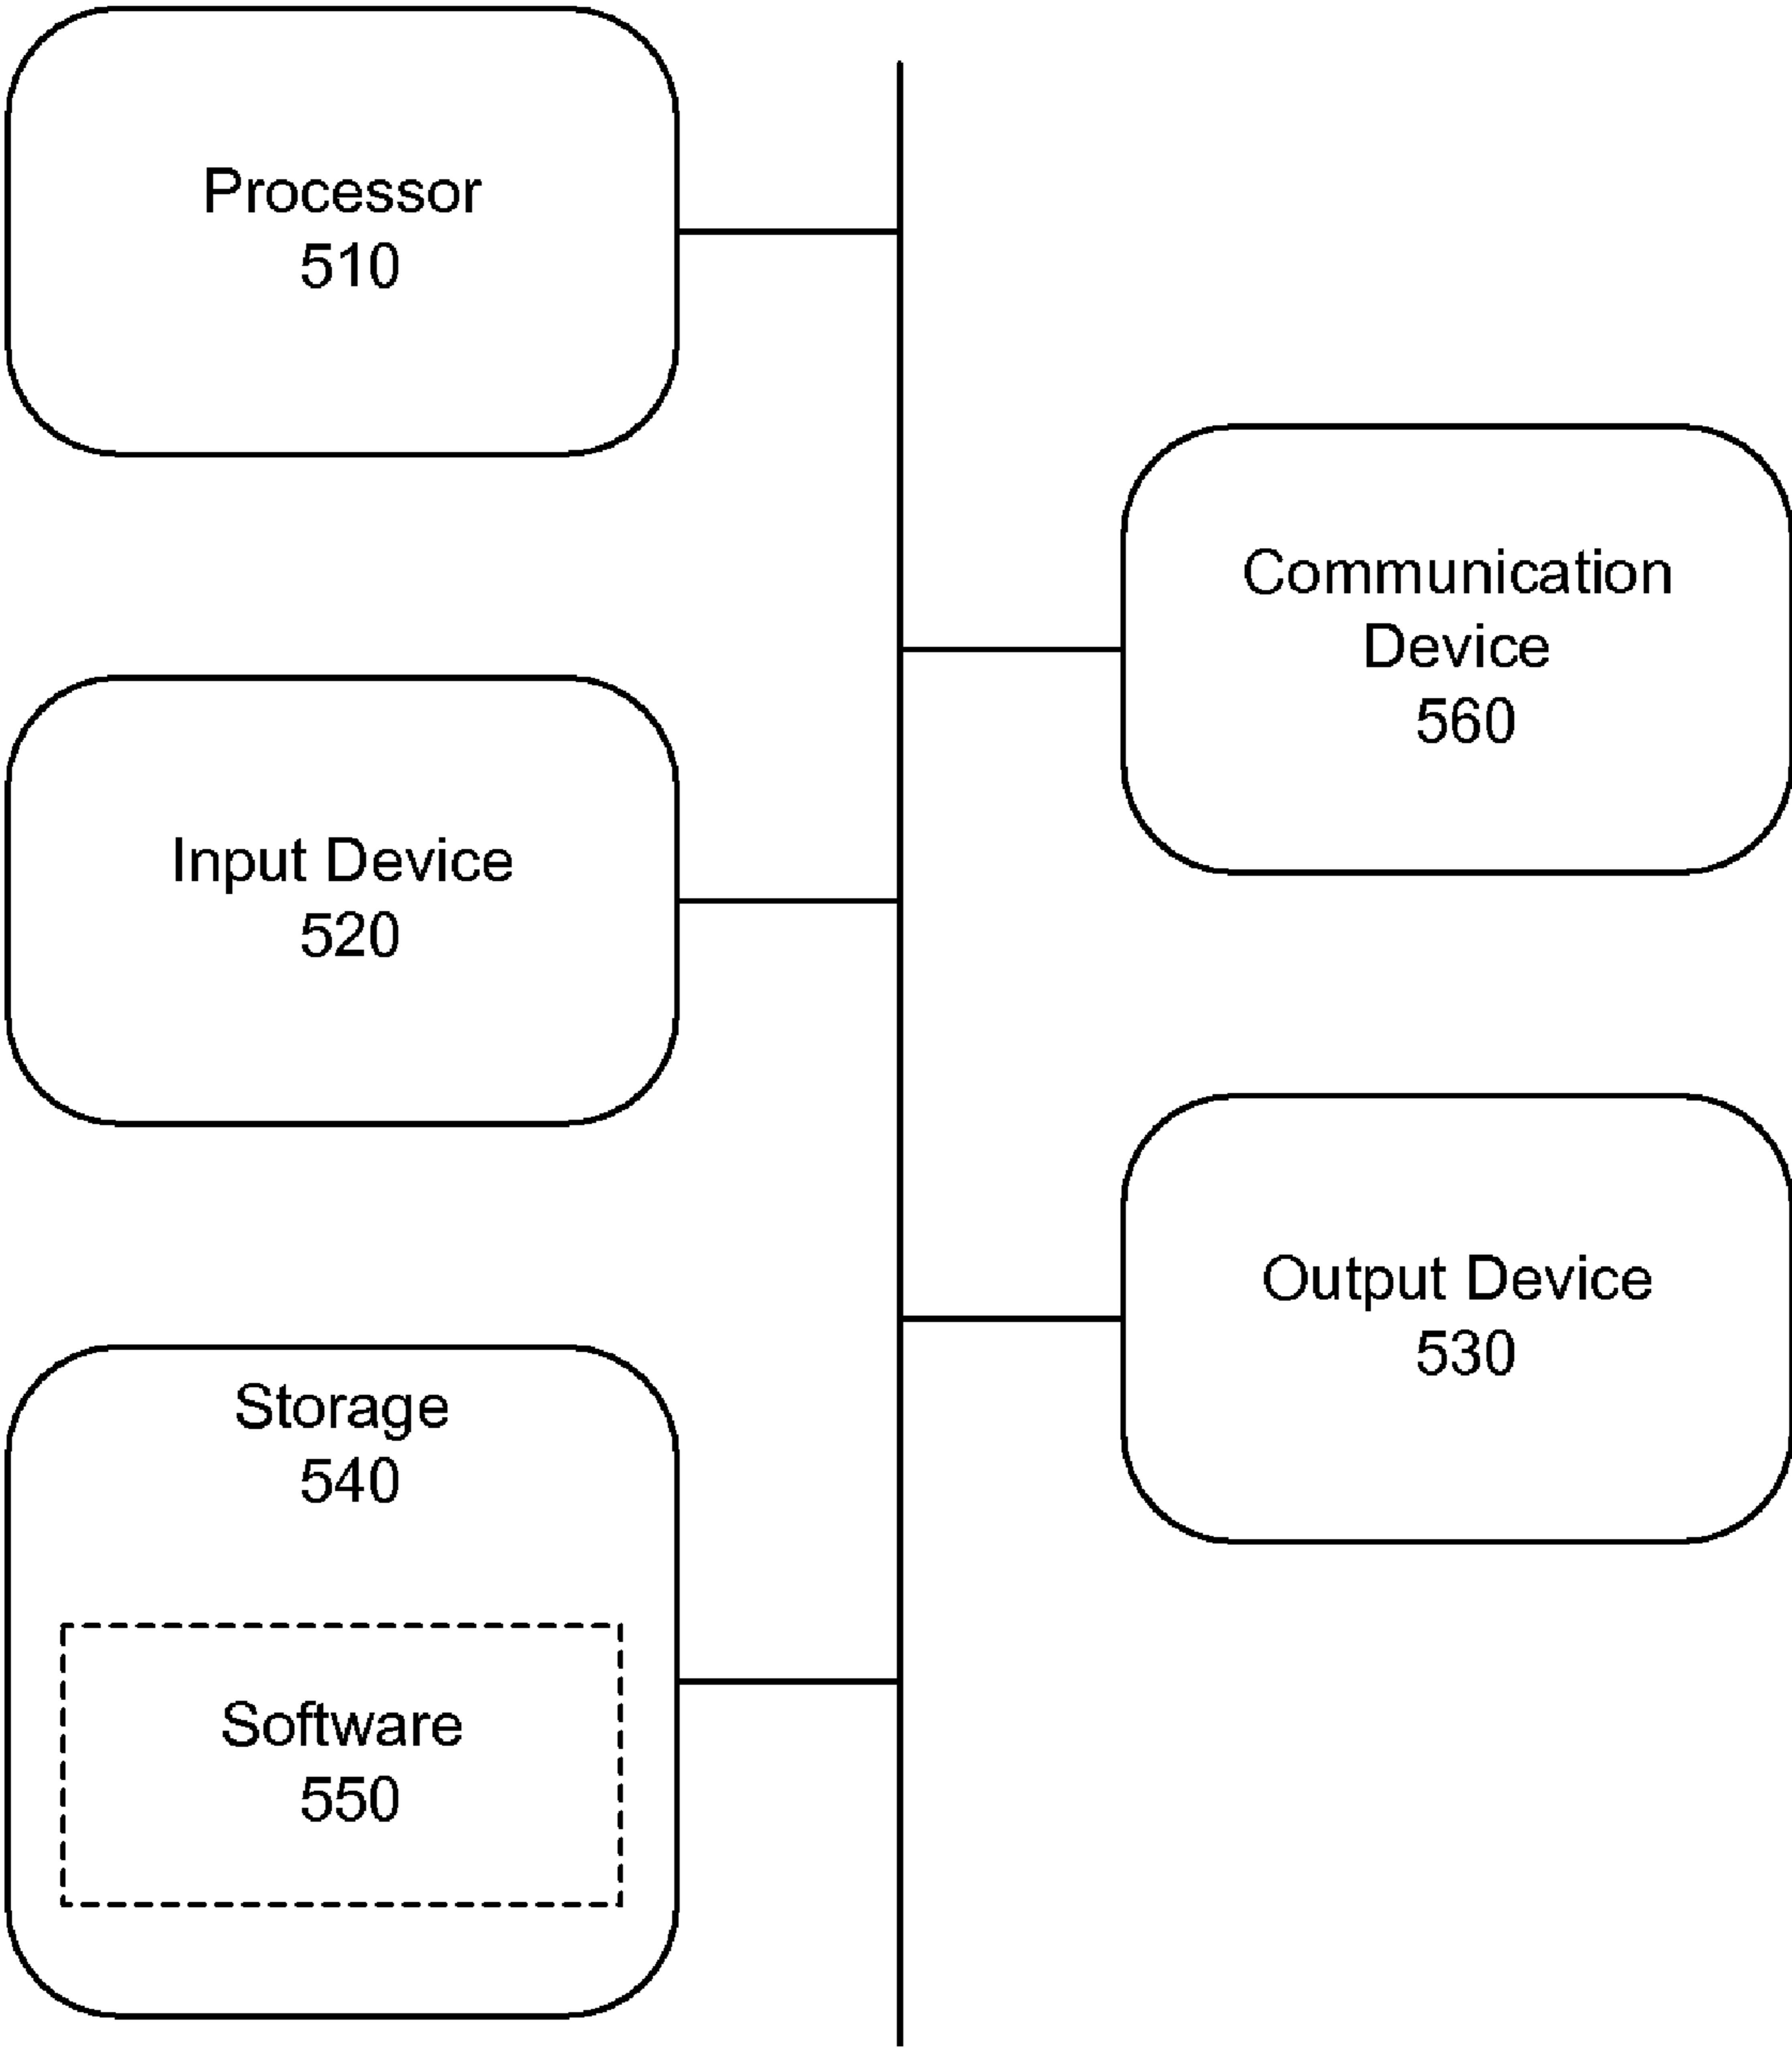 Processor
510
Communication
Device
560
Input Device
520
Output Device
530
Storage
540
Software
550